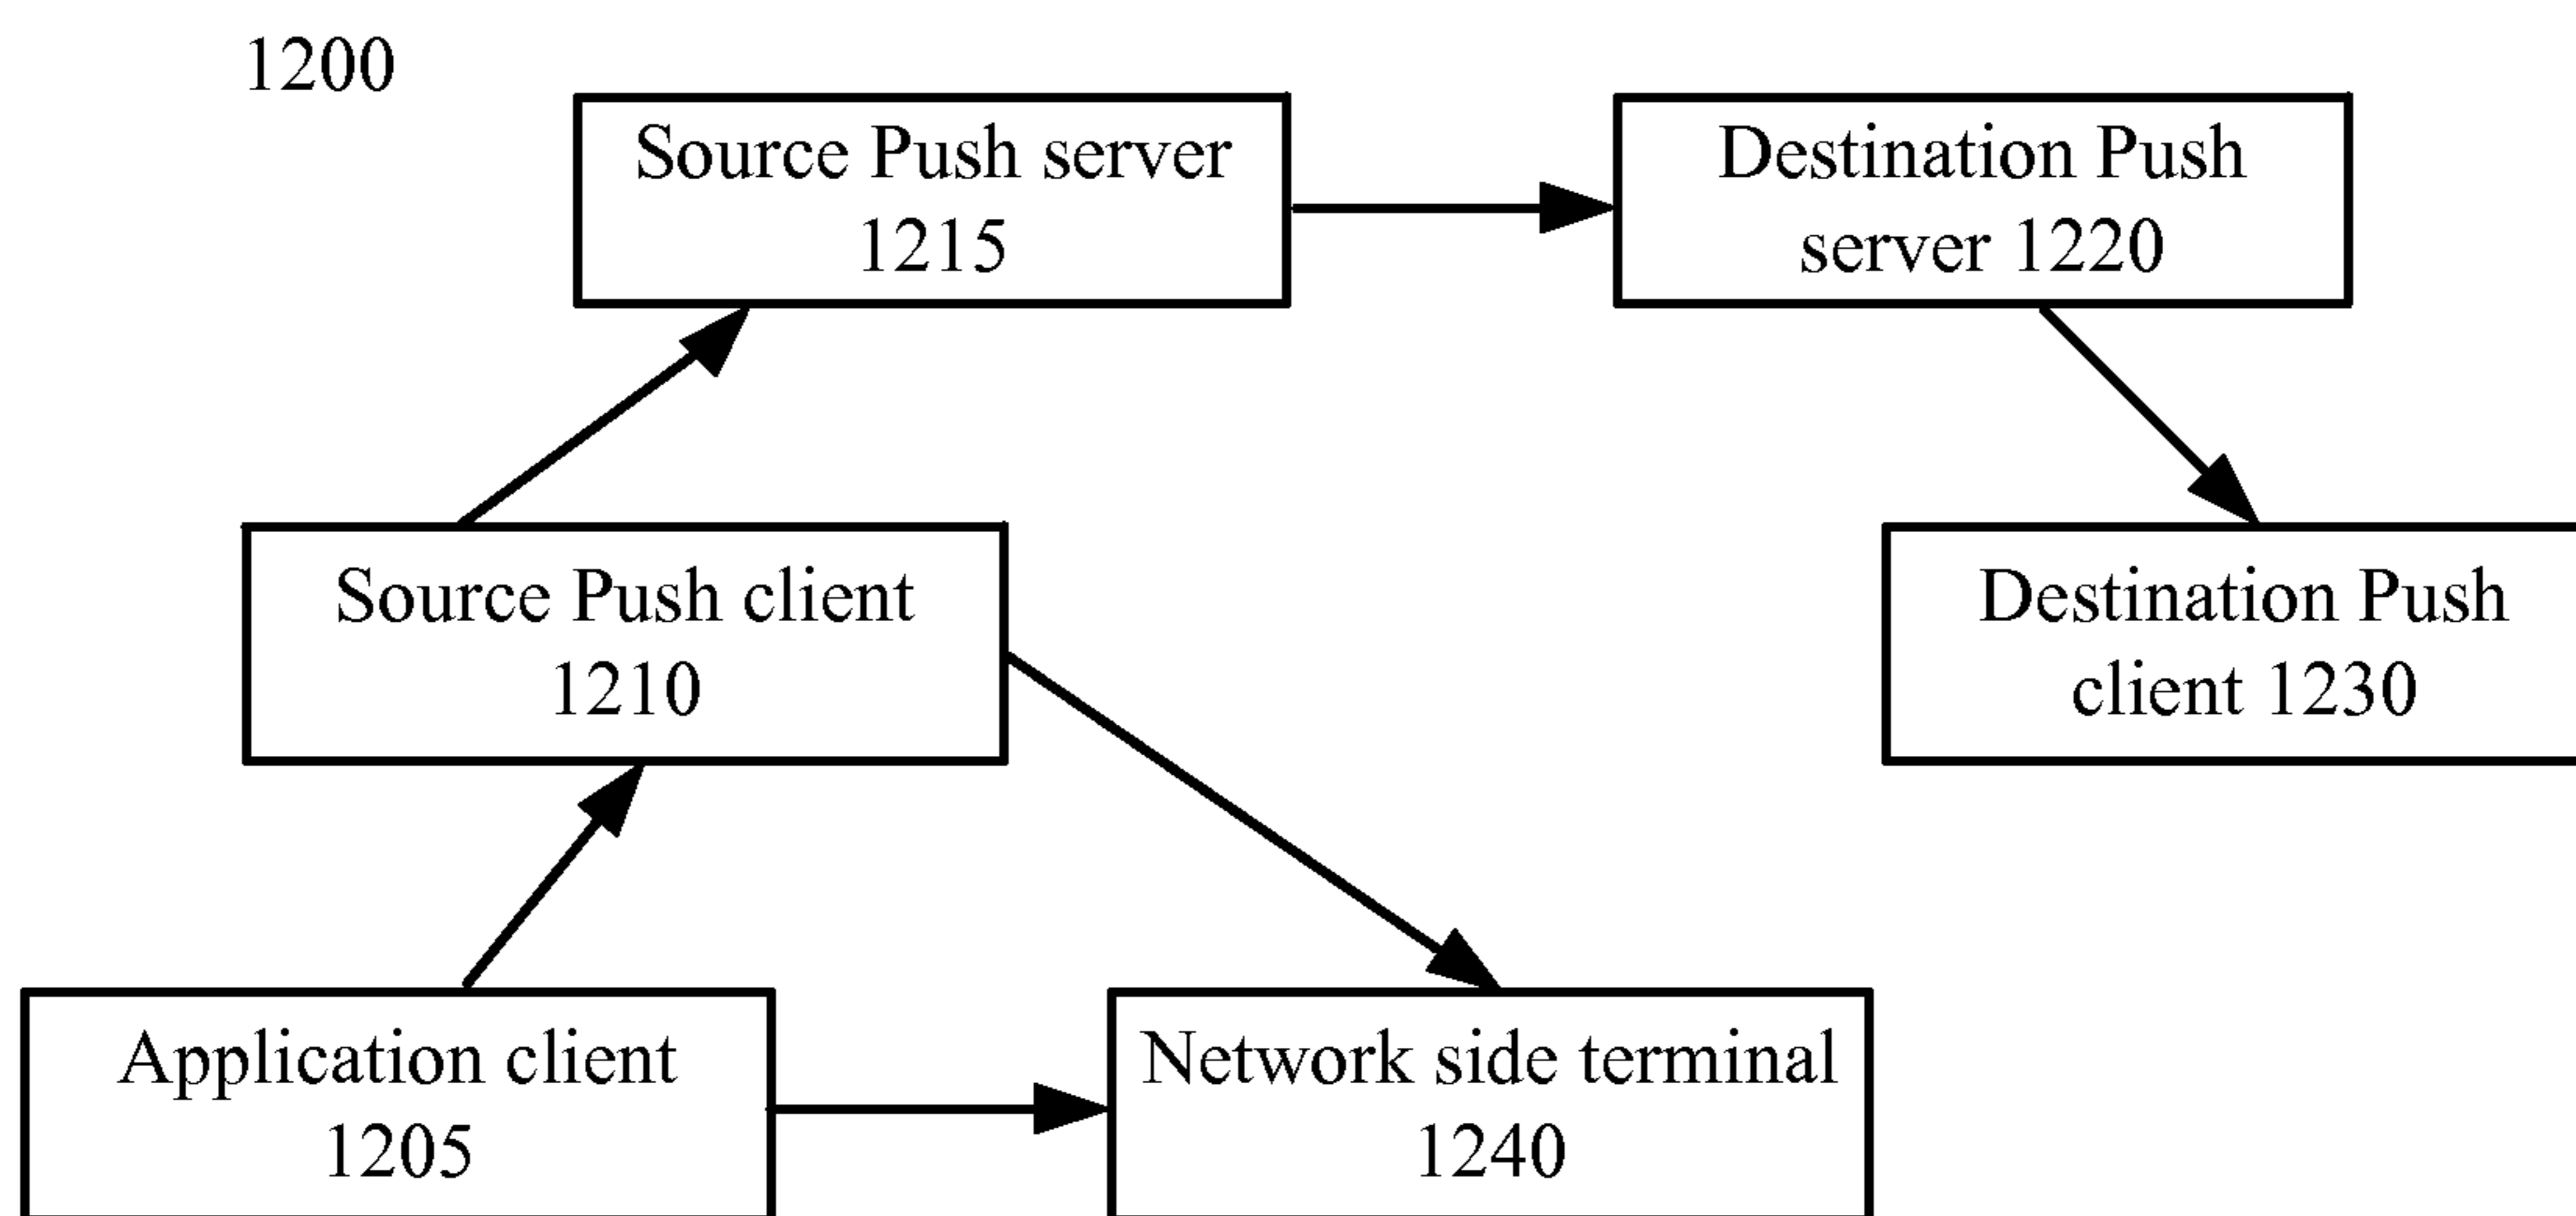 1200
Source Push server
1215
Destination Push
server 1220
Source Push client
1210
Destination Push
client 1230
Application client
1205
Network side terminal
1240